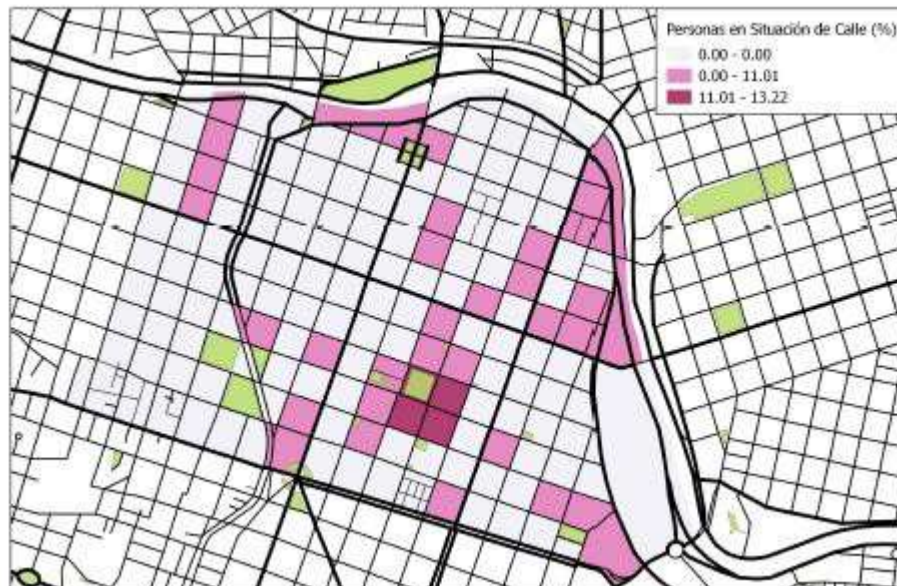 Personas en Situación de Calle (%)
0.00 - 0.00
0.00 - 11.01
11.01 - 13.22